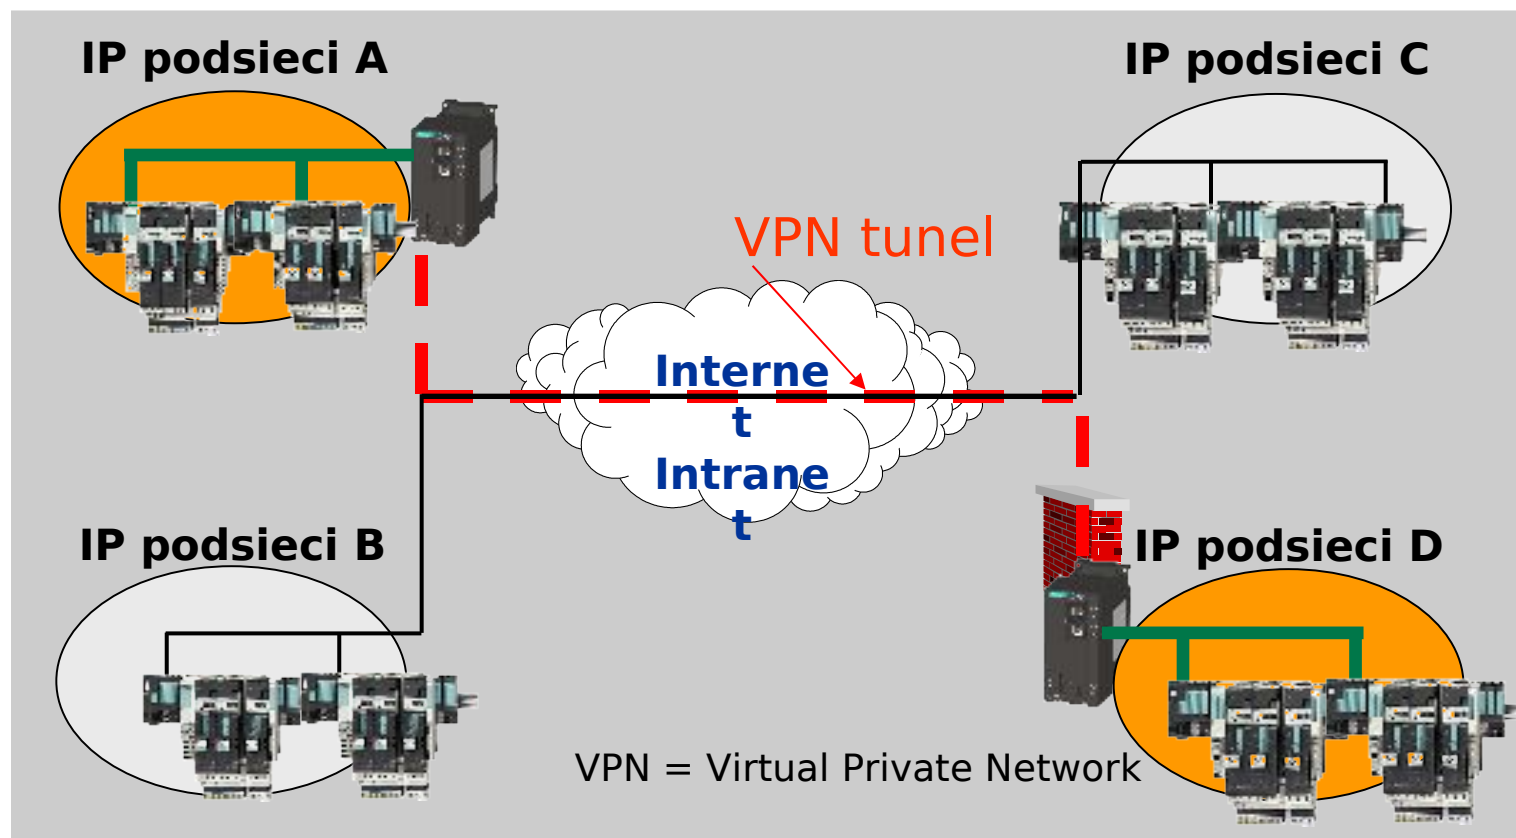 IP podsieci A
IP podsieci C
VPN tunel
Interne
t
Intrane
t
IP podsieci B
IP podsieci D
VPN = Virtual Private Network